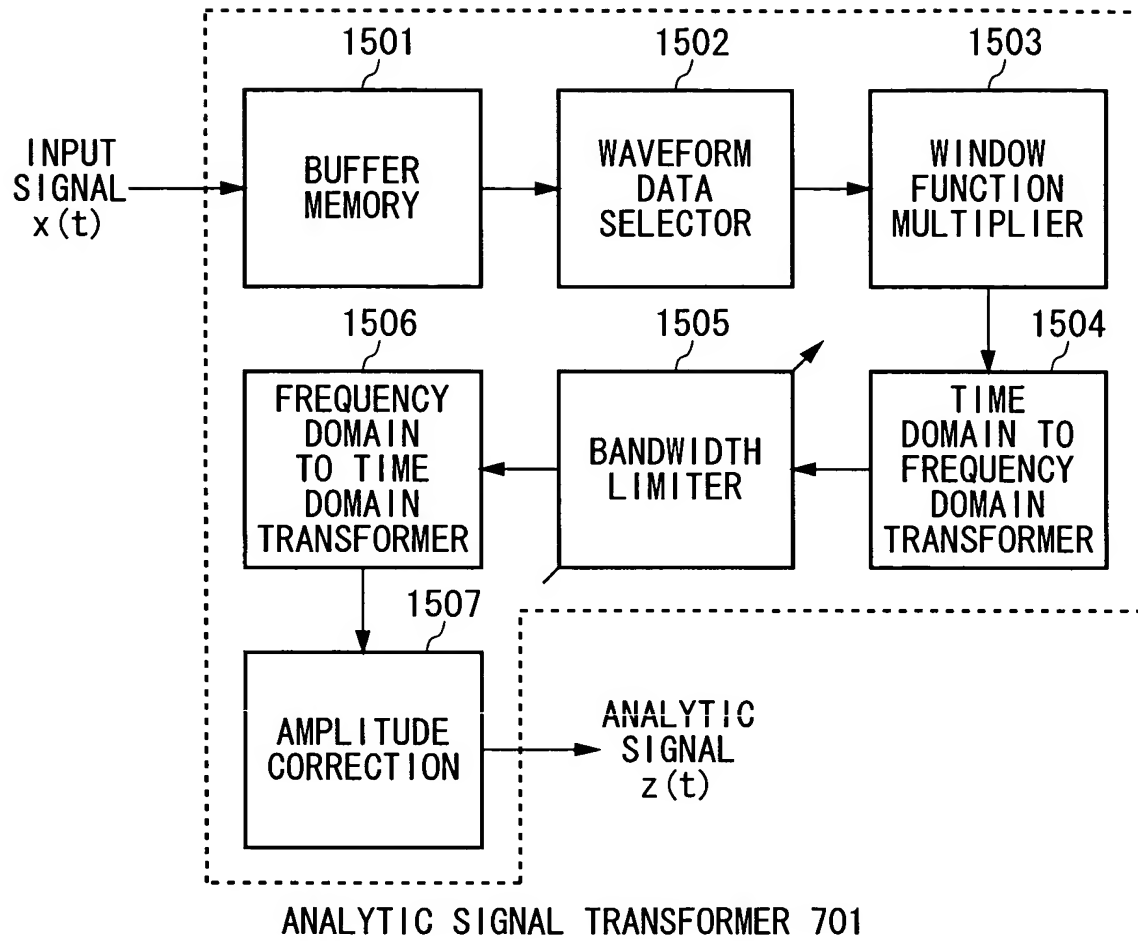 1501
1502
1503
INPUT
SIGNAL
x(t)
BUFFER
MEMORY
WAVEFORM
DATA
SELECTOR
WINDOW
FUNCTION
MULTIPLIER
1506
1505
1504
FREQUENCY
DOMAIN
TO TIME
DOMAIN
TRANSFORMER
BANDWIDTH
LIMITER
TIME
DOMAIN TO
FREQUENCY
DOMAIN
TRANSFORMER
1507
AMPLITUDE
CORRECTION
ANALYTIC
SIGNAL
z(t)
ANALYTIC SIGNAL TRANSFORMER 701